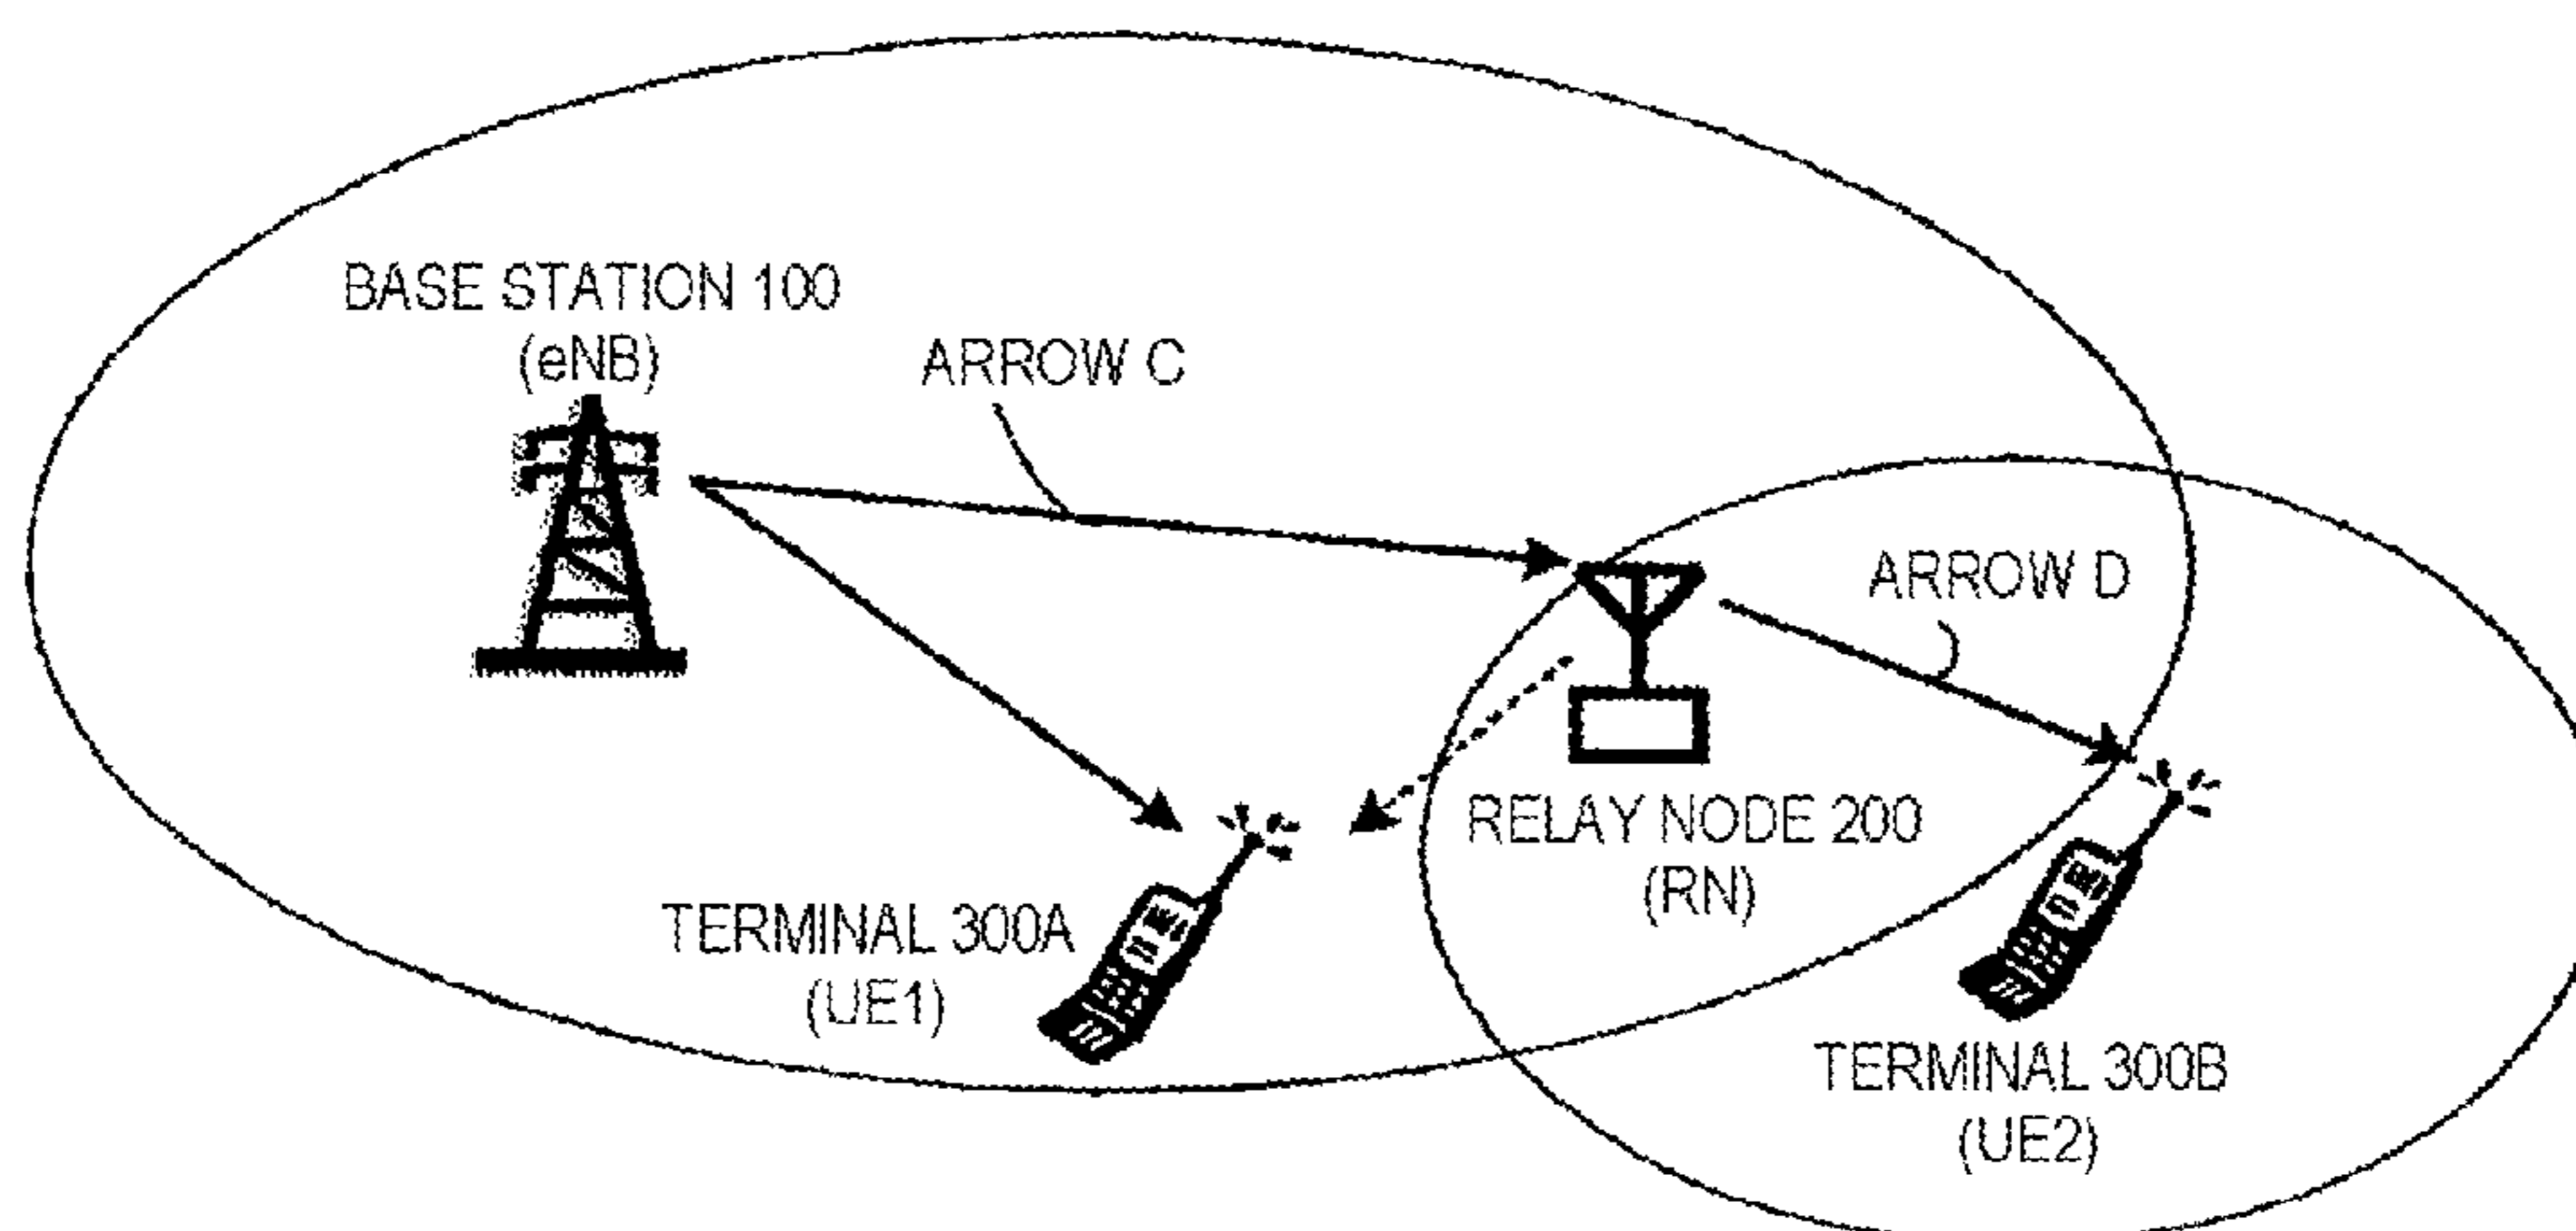 BASE STATION 100
(eNB)
ARROW C
ARROW D
RELAY NODE 200
(RN)
TERMINAL 300A
(UE1)
TERMINAL 300B
(UE2)